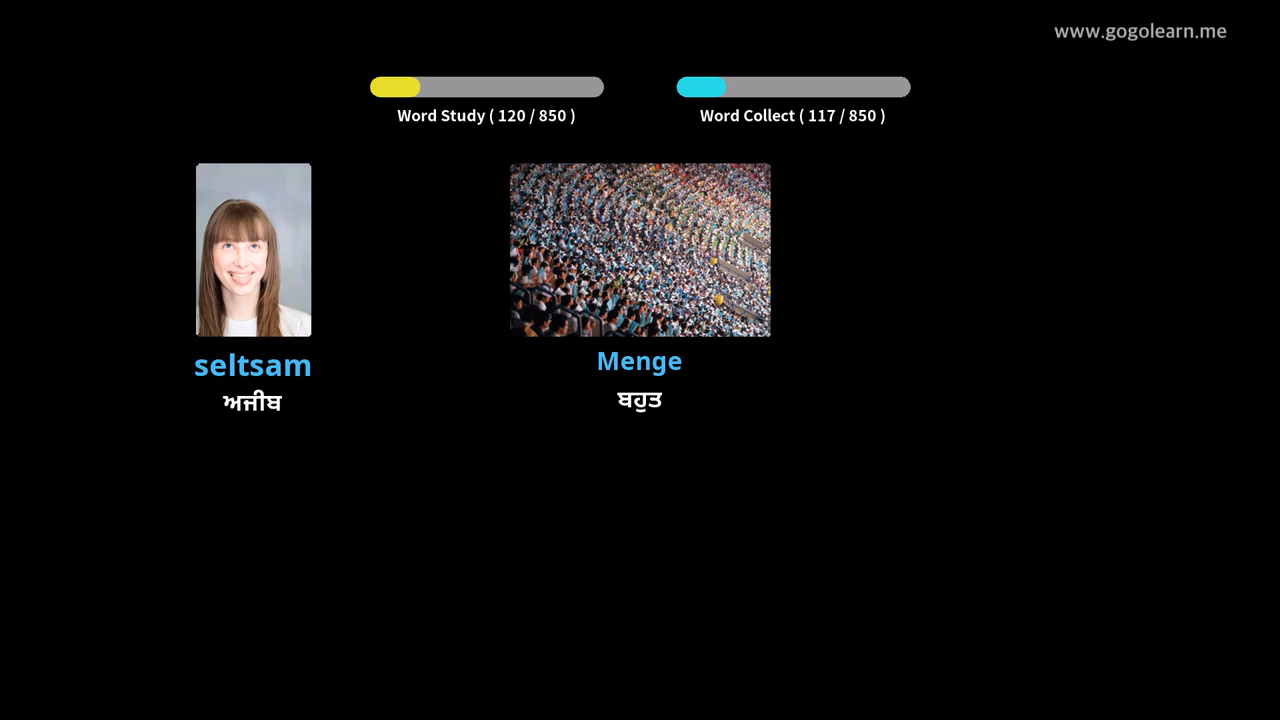 www.gogolearn.me
Word Study ( 120 / 850 )
Word Collect ( 117 / 850 )
seltsam
ਅਜੀਬ
Menge
ਬਹੁਤ